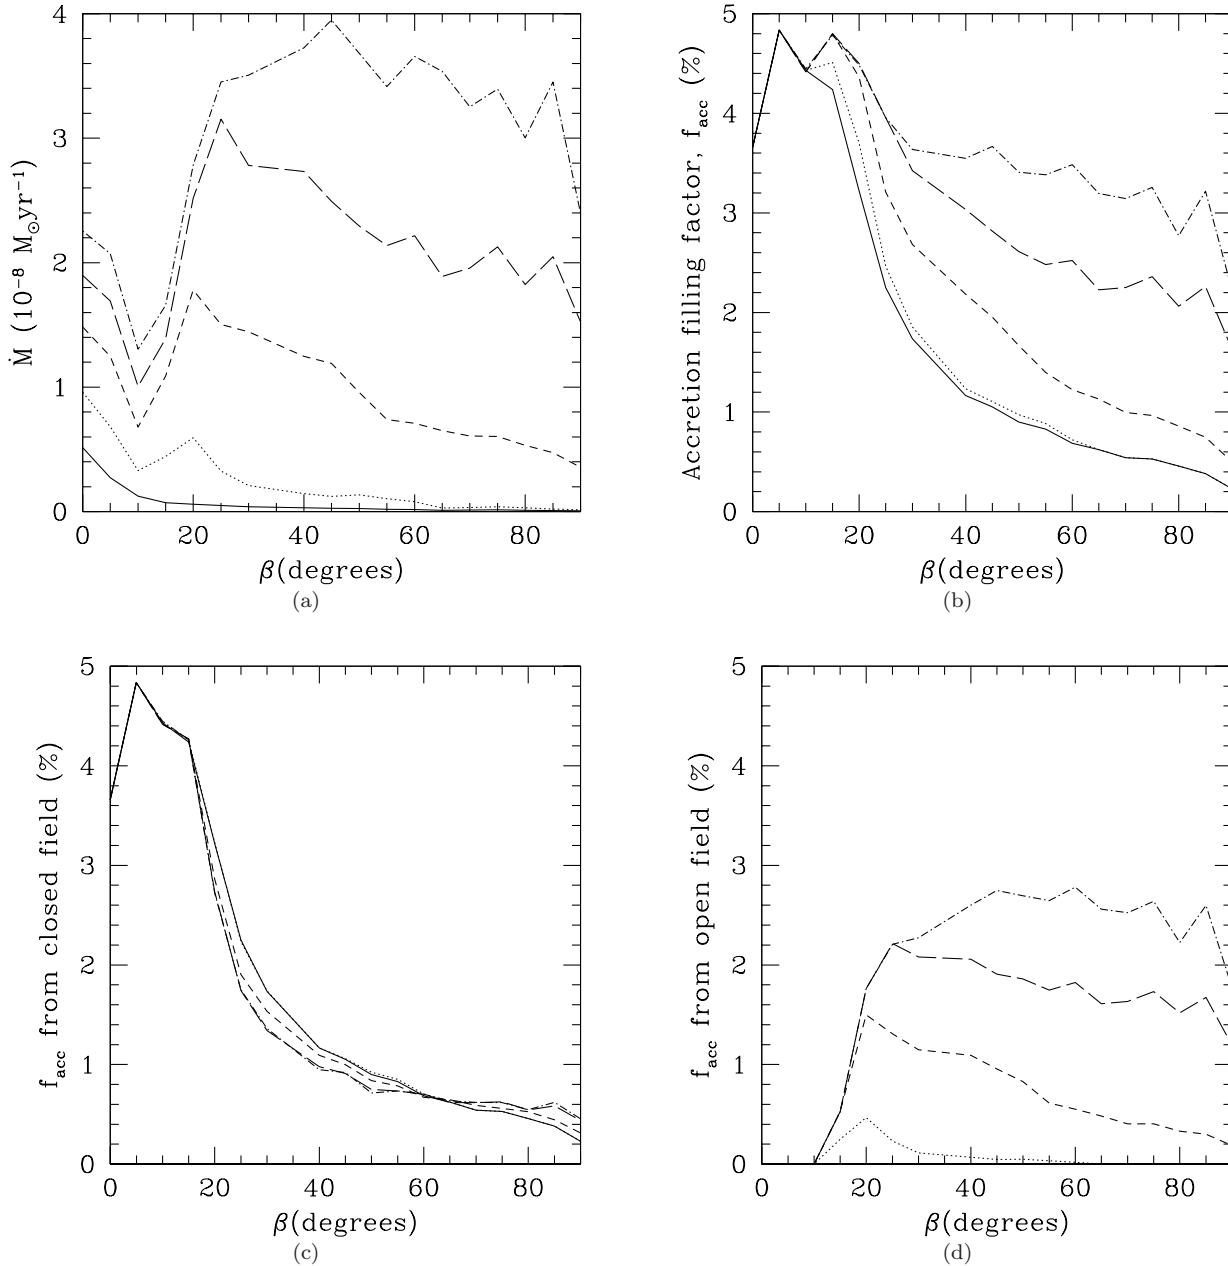 4
3
2
1
0
0 20 40 60 80
Ṁ (10⁻⁸ M☉yr⁻¹)
β(degrees)
(a)
5
4
3
2
1
0
0 20 40 60 80
Accretion filling factor, f_acc (%)
β(degrees)
(b)
5
4
3
2
1
0
0 20 40 60 80
f_acc from closed field (%)
β(degrees)
(c)
5
4
3
2
1
0
0 20 40 60 80
f_acc from open field (%)
β(degrees)
(d)